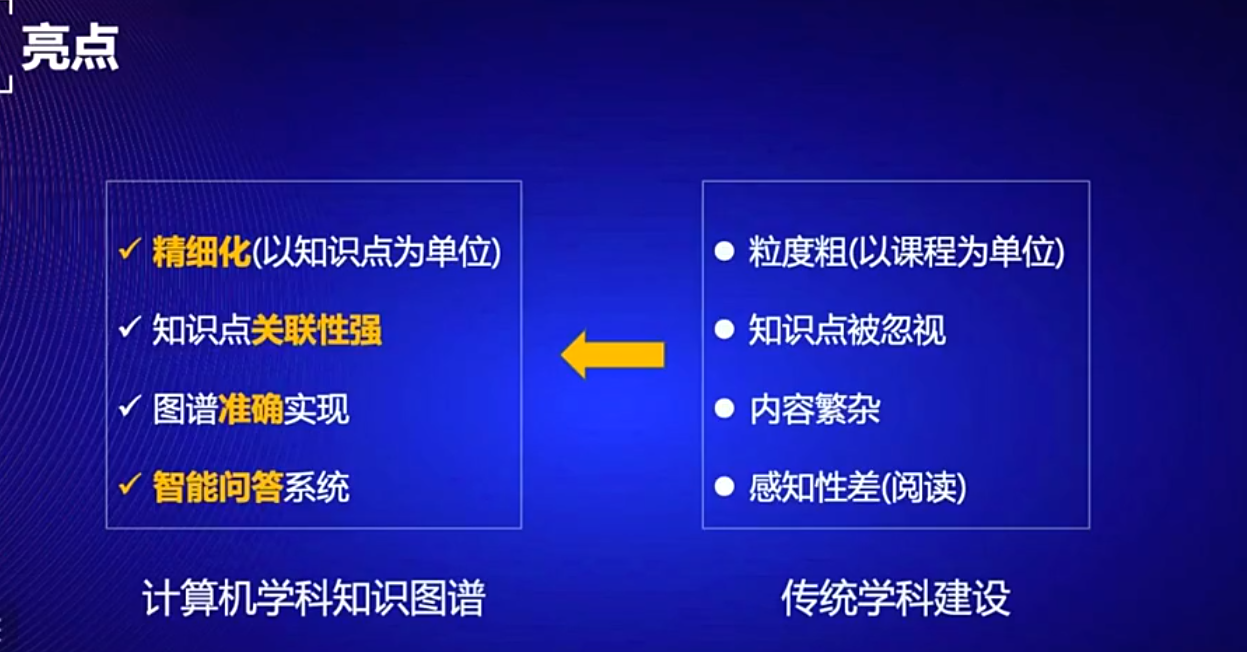 亮点
精细化(以知识点为单位)
知识点关联性强
图谱准确实现
智能问答系统
计算机学科知识图谱
粒度粗(以课程为单位)
知识点被忽视
内容繁杂
感知性差(阅读)
传统学科建设